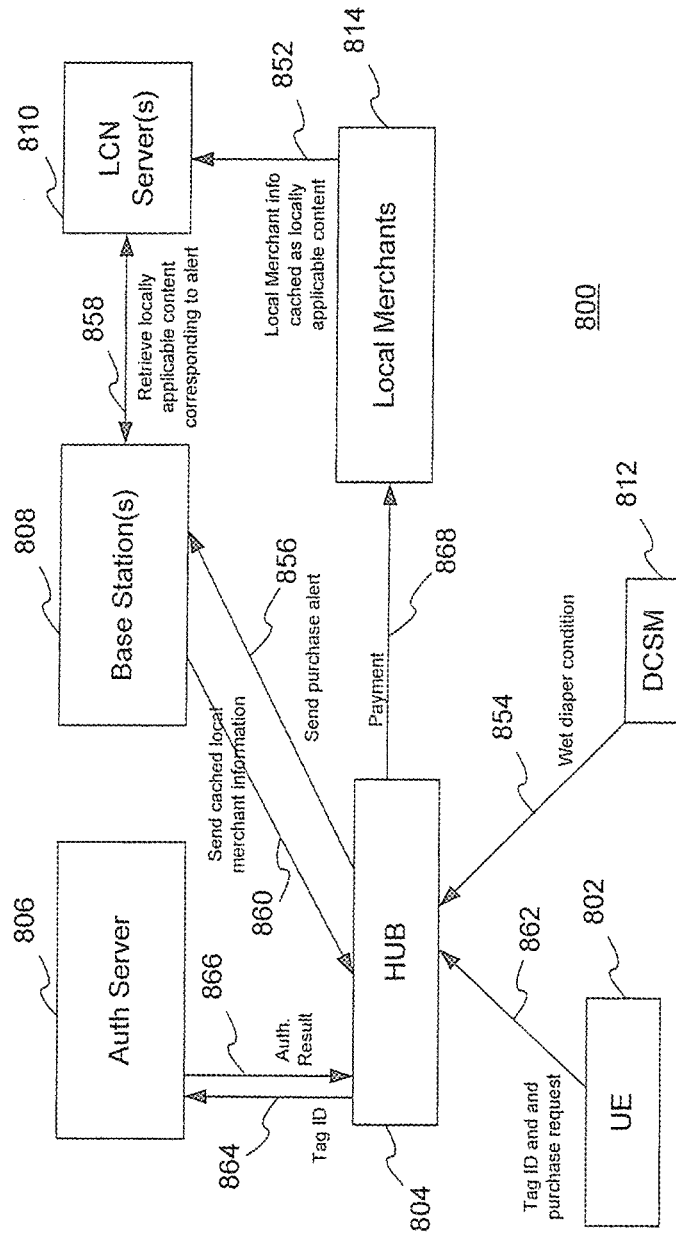 806
Auth Server
808
Base Station(s)
858
Retrieve locally
applicable content
corresponding to alert
810
LCN
Server(s)
866
Auth.
Result
864
Tag ID
Send cached local
merchant information
860
856
Send purchase alert
Local Merchant info
cached as locally
applicable content
852
804
HUB
Payment
868
Local Merchants
814
Tag ID and and
purchase request
862
UE
802
854
Wet diaper condition
DCSM
812
800